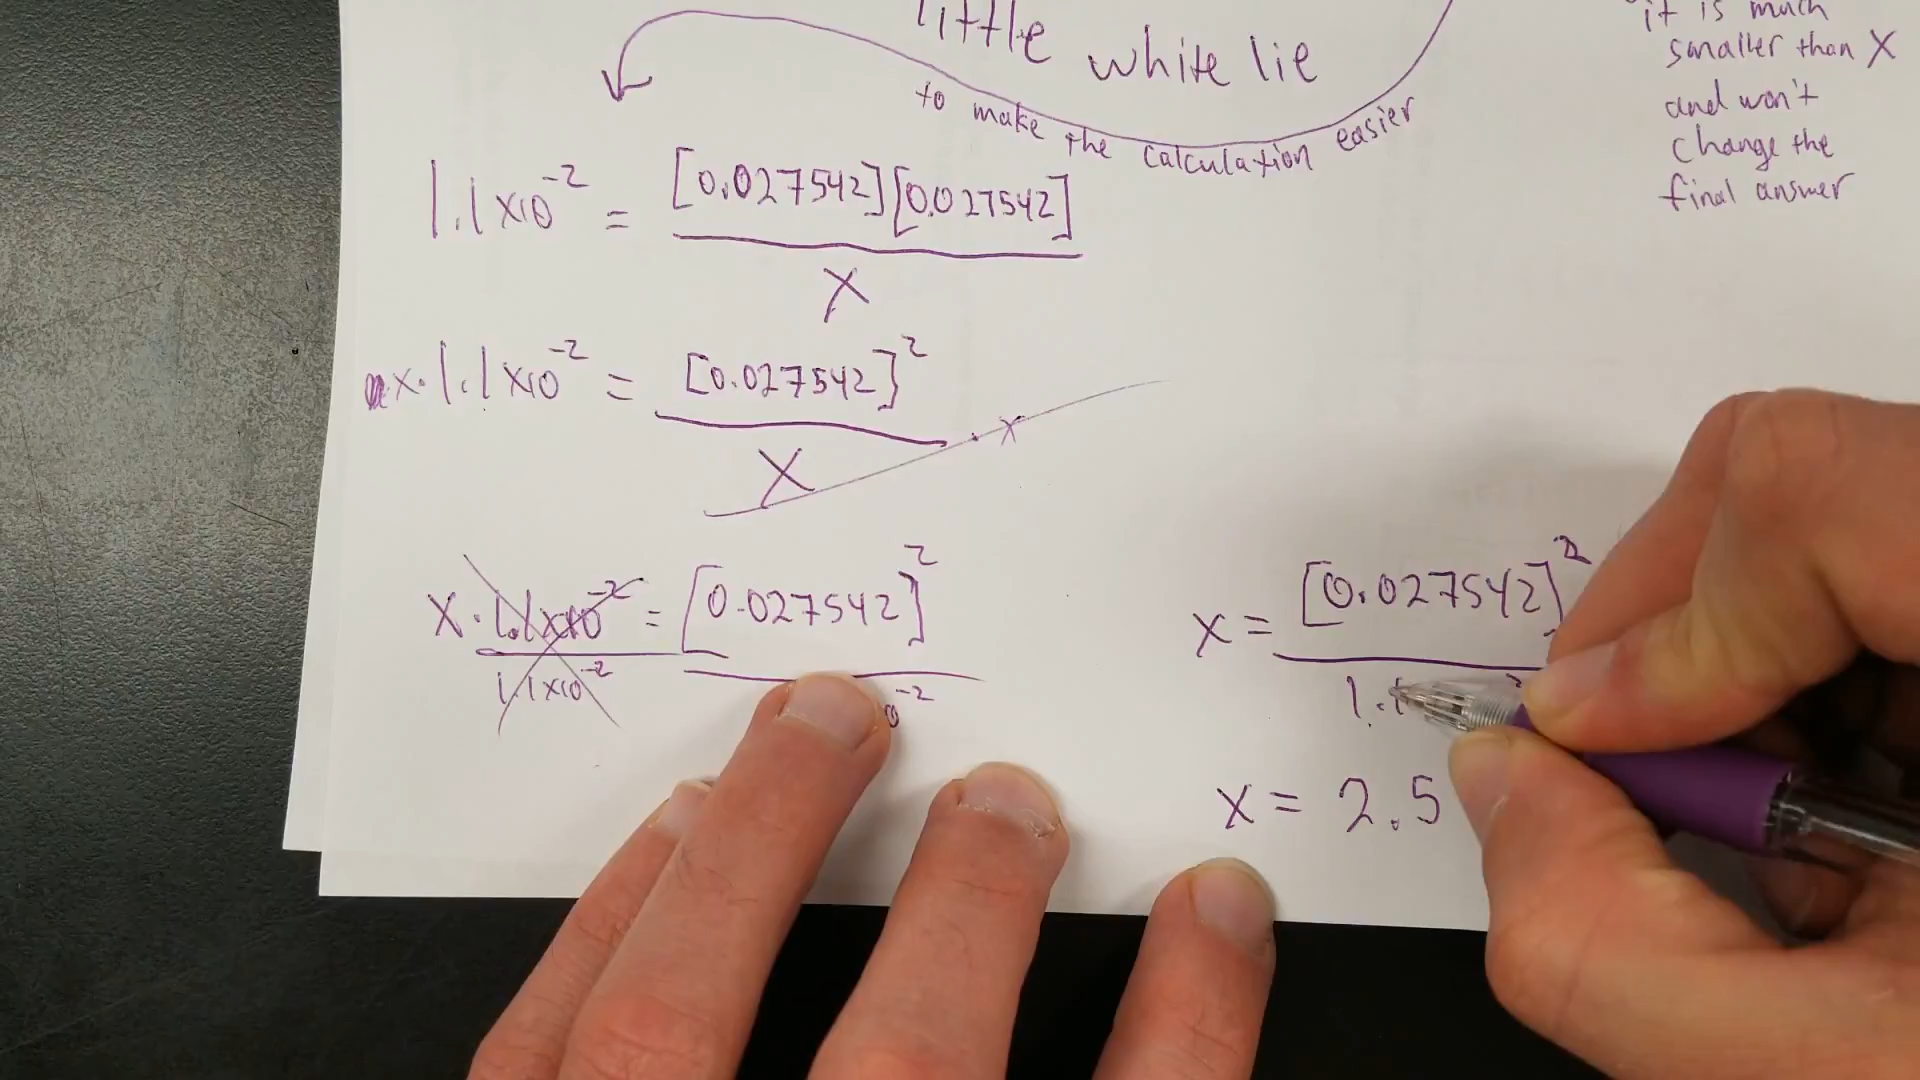 little white lie
to make the calculation easier
it is much
smaller than X
and won't
change the
final answer
1.1x10⁻² = [0.027542][0.027542]
X
x·1.1x10⁻² = [0.027542]²
X · X
X·1.1x10⁻² = [0.027542]²
1.1x10⁻²
x = [0.027542]²
1.1
x = 2.5